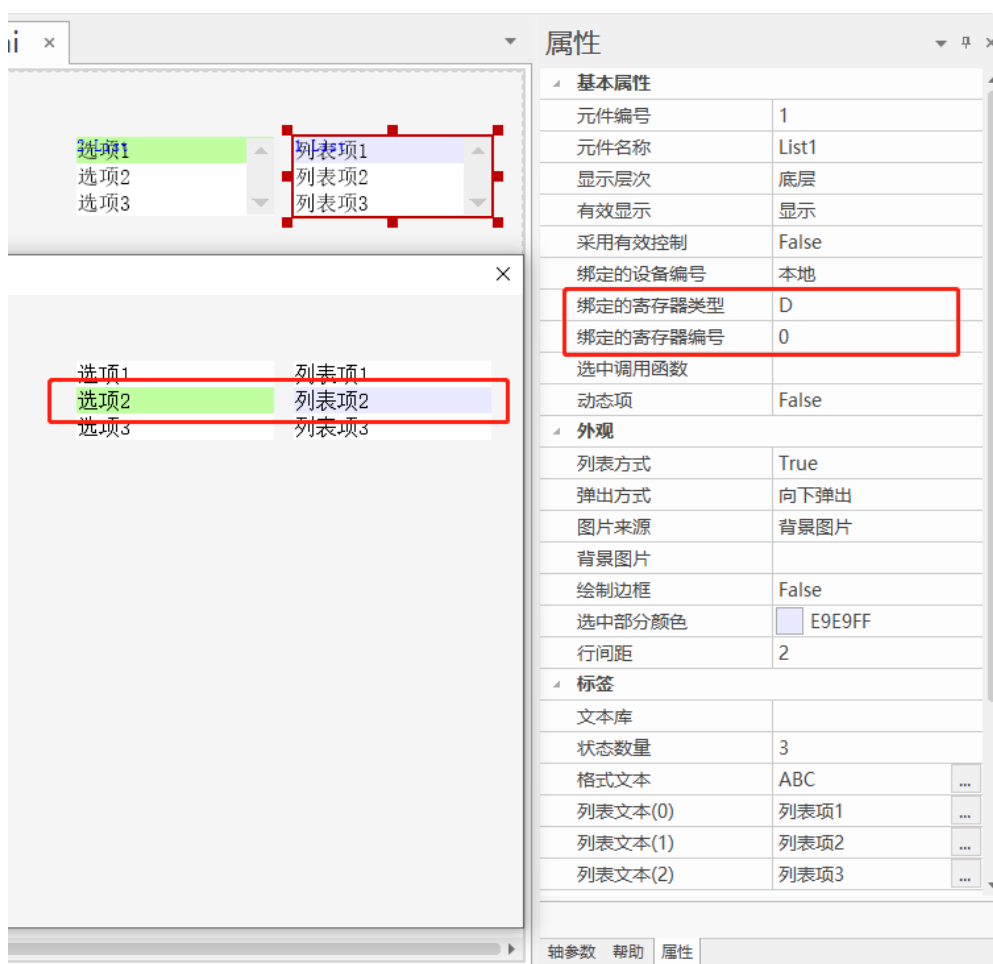 属性
基本属性
元件编号 1
元件名称 List1
显示层次 底层
有效显示 显示
采用有效控制 False
绑定的设备编号 本地
绑定的寄存器类型 D
绑定的寄存器编号 0
选中调用函数
动态项 False
外观
列表方式 True
弹出方式 向下弹出
图片来源 背景图片
背景图片
绘制边框 False
选中部分颜色 E9E9FF
行间距 2
标签
文本库
状态数量 3
格式文本 ABC ...
列表文本(0) 列表项1 ...
列表文本(1) 列表项2 ...
列表文本(2) 列表项3 ...
轴参数 帮助 属性
选项1 列表项1
选项2 列表项2
选项3 列表项3
选项1 列表项1
选项2 列表项2
选项3 列表项3